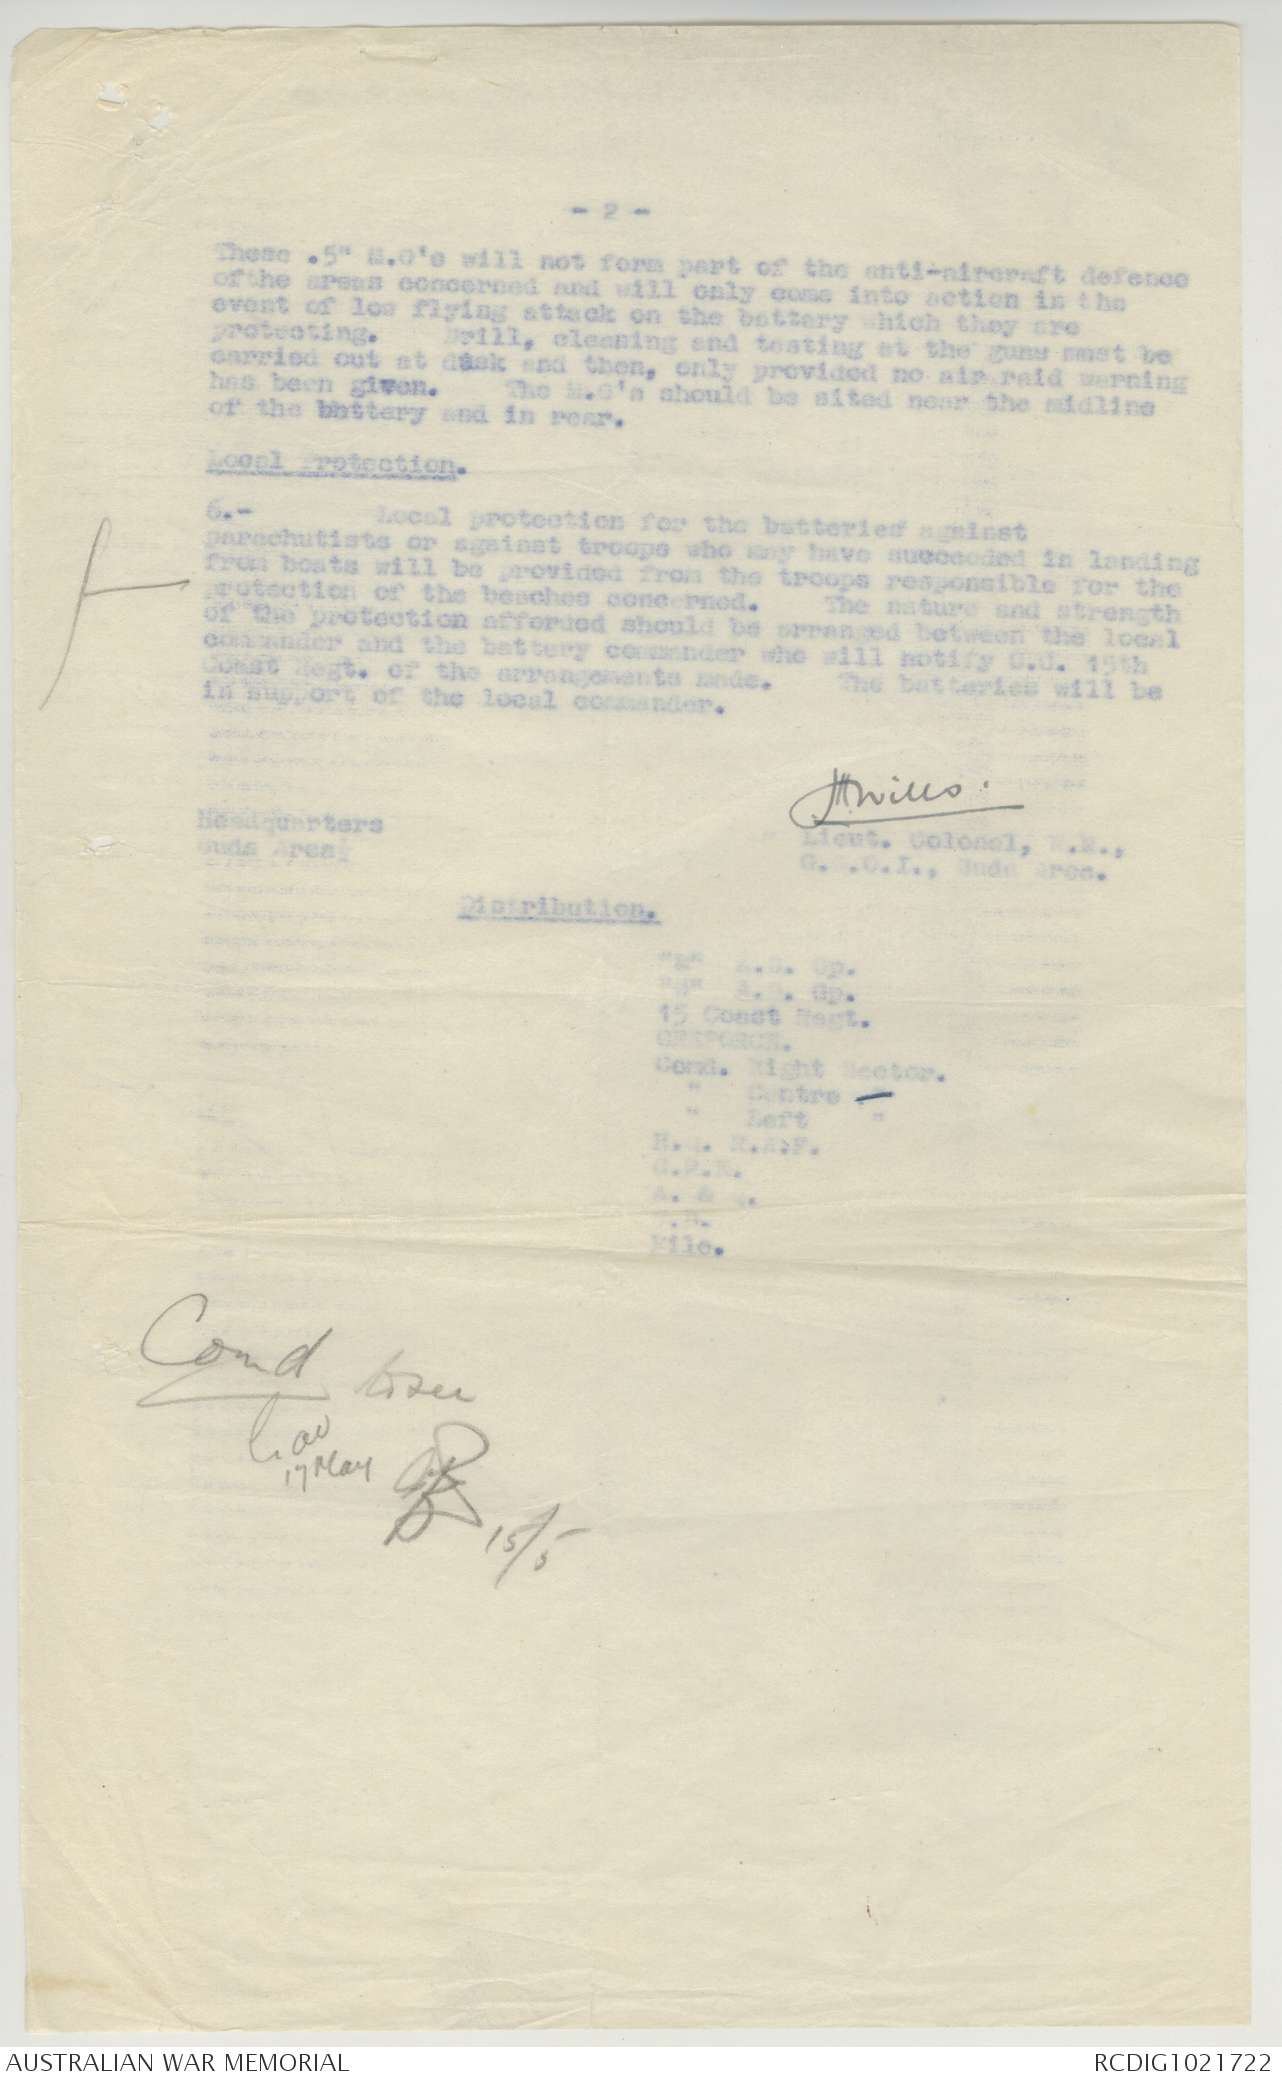 - 2 -
These .5" M.G's will not form part of the anti-aircraft defence
ofthe areas concerned and will only come into action in the
event of low flying attack on the battery which they are
protecting. Drill, cleaning and testing of the guns must be
carried out at dusk and then, only provided no air raid warning
has been given. The M.G's should be sited near the midline
of the battery and in rear.
Local Protection.
6.- Local protection for the batteries against
parachutists or against troops who may have succeeded in landing
from boats will be provided from the troops responsible for the
protection of the beaches concerned. The nature and strength
of the protection afforded should be arranged between the local
commander and the battery commander who will notify O.C. 15th
Coast Regt. of the arrangements made. The batteries will be
in support of the local commander.
Headquarters
Suda Area
Lieut. Colonel,
G.S.O.I., Suda Area.
Distribution.
A.A. Gp.
A.A. Gp.
15 Coast Regt.
CREFORCE.
Comd. Right Sector.
" Centre "
" Left "
H.Q. R.A.F.
A. & Q.
File.
Comd to see
17 May
15/5
AUSTRALIAN WAR MEMORIAL
RCDIG1021722